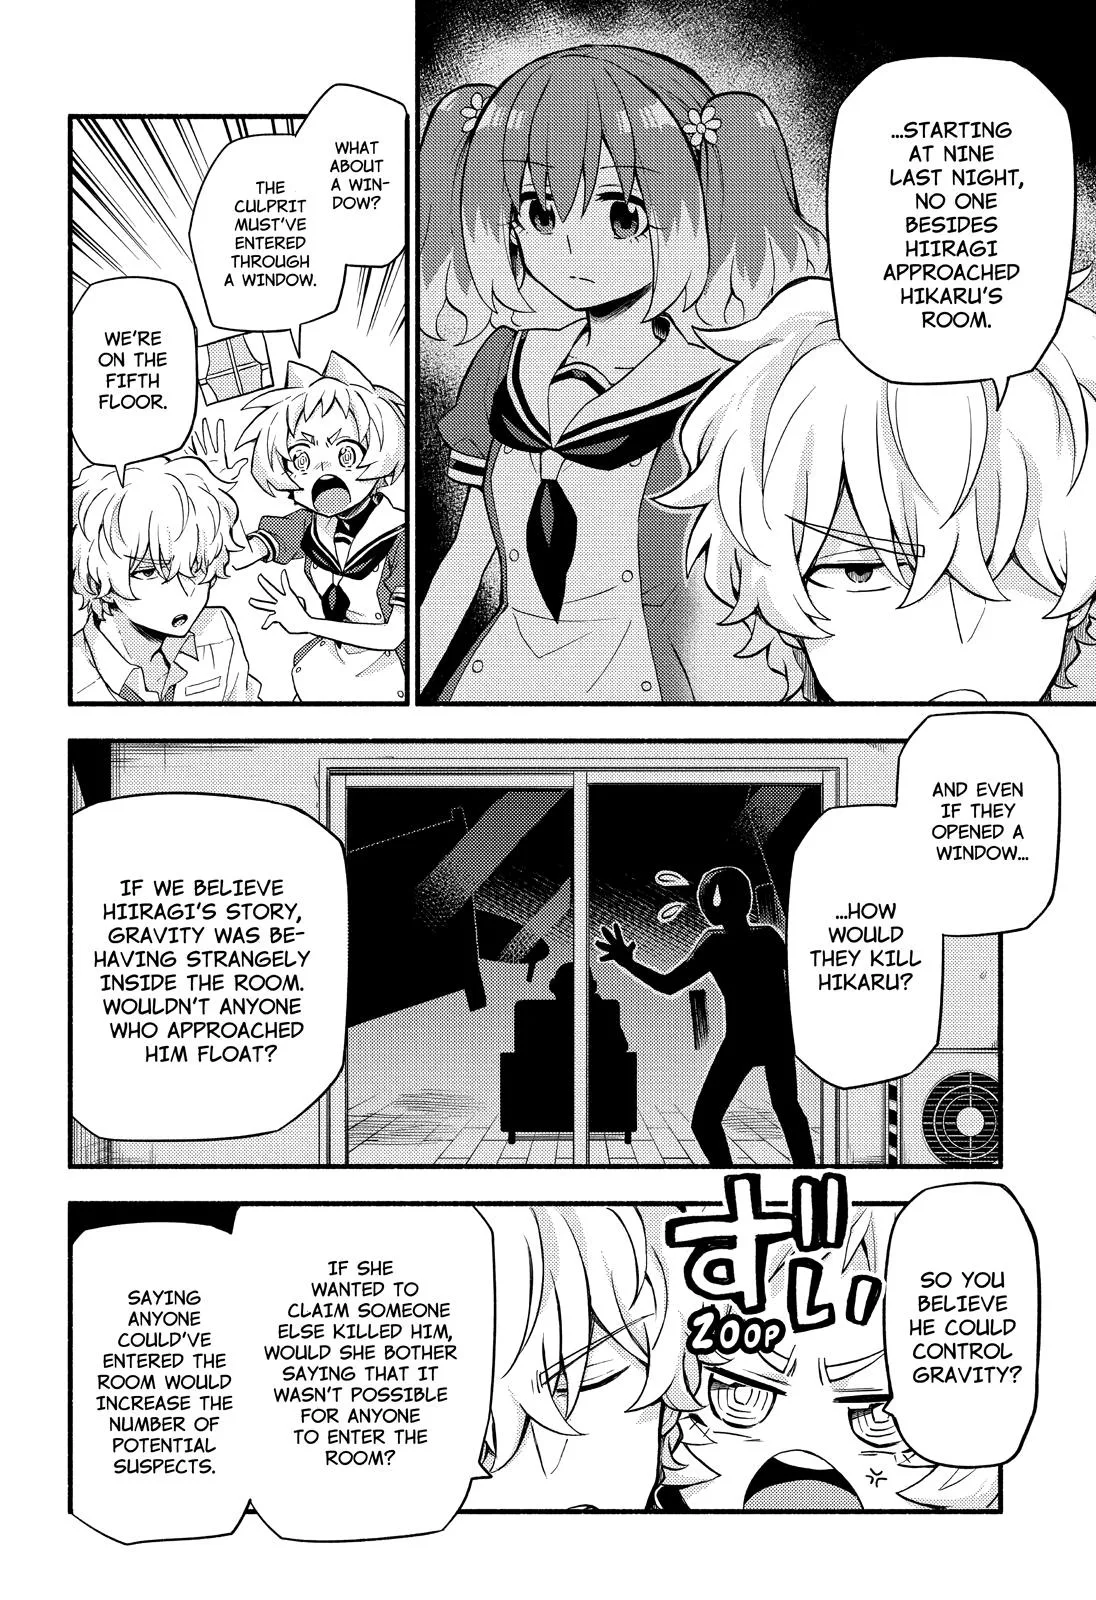 ...STARTING
AT NINE
LAST NIGHT,
NO ONE
BESIDES
HIIRAGI
APPROACHED
HIKARU'S
ROOM.
WHAT
ABOUT
A WIN-
DOW?
THE
CULPRIT
MUST'VE
ENTERED
THROUGH
A WINDOW.
WE'RE
ON THE
FIFTH
FLOOR.
AND EVEN
IF THEY
OPENED A
WINDOW...
...HOW
WOULD
THEY KILL
HIKARU?
IF WE BELIEVE
HIIRAGI'S STORY,
GRAVITY WAS BE-
HAVING STRANGELY
INSIDE THE ROOM.
WOULDN'T ANYONE
WHO APPROACHED
HIM FLOAT?
SO YOU
BELIEVE
HE COULD
CONTROL
GRAVITY?
ずいっ
ZOOP
IF SHE
WANTED TO
CLAIM SOMEONE
ELSE KILLED HIM,
WOULD SHE BOTHER
SAYING THAT IT
WASN'T POSSIBLE
FOR ANYONE
TO ENTER THE
ROOM?
SAYING
ANYONE
COULD'VE
ENTERED THE
ROOM WOULD
INCREASE THE
NUMBER OF
POTENTIAL
SUSPECTS.